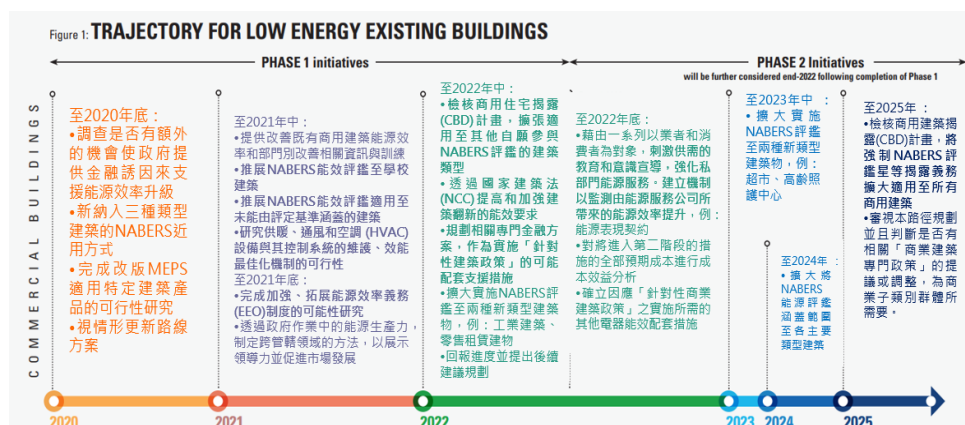 Figure 1: TRAJECTORY FOR LOW ENERGY EXISTING BUILDINGS
PHASE 1 initiatives
PHASE 2 Initiatives
will be further considered end-2022 following completion of Phase 1
COMMERCIAL BUILDINGS
至2020年底：
•調查是否有額外
的機會使政府提
供金融誘因來支
援能源效率升級
•新納入三種類型
建築的NABERS近
用方式
•完成改版MEPS
適用特定建築產
品的可行性研究
•視情形更新路線
方案
至2021年中：
•提供改善既有商用建築能源效
率和部門別改善相關資訊與訓練
•推展NABERS能效評鑑至學校
建築
•推展NABERS能效評鑑適用至
未能由評定基準涵蓋的建築
•研究供暖、通風和空調 (HVAC)
設備與其控制系統的維護、效能
最佳化機制的可行性
至2021年底：
•完成加強、拓展能源效率義務
(EEO)制度的可能性研究
•透過政府作業中的能源生產力，
制定跨管轄領域的方法，以展示
領導力並促進市場發展
至2022年中：
•檢核商用住宅揭露
(CBD)計畫，擴張適
用至其他自願參與
NABERS評鑑的建築
類型
•透過國家建築法
(NCC)提高和加強建
築翻新的能效要求
•規劃相關專門金融方
案，作為實施「針對
性建築政策」的可能
配套支援措施
•擴大實施NABERS評
鑑至兩種新類型建築
物，例：工業建築、
零售租賃建物
•回報進度並提出後續
建議規劃
至2022年底：
•藉由一系列以業者和消
費者為對象，刺激供需的
教育和意識宣導，強化私
部門能源服務。建立機制
以監測由能源服務公司所
帶來的能源效率提升，例：
能源表現契約
•對將進入第二階段的措
施的全部預期成本進行成
本效益分析
•確立因應「針對性商業
建築政策」之實施所需的
其他電器能效配套措施
至2023年中：
•擴大實施
NABERS評鑑
至兩種新類型
建築物，例：
超市、高齡照
護中心
至2024年：
•擴大將
NABERS
能源評鑑
涵蓋範圍
至各主要
類型建築
至2025年：
•檢核商用建築揭
露(CBD)計畫，將
強制NABERS評
鑑星等揭露義務
擴大適用至所有
商用建築
•審視本路徑規劃
並且判斷是否有
相關「商業建築
專門政策」的提
議或調整，為商
業子類別群體所
需要。
2020
2021
2022
2023
2024
2025